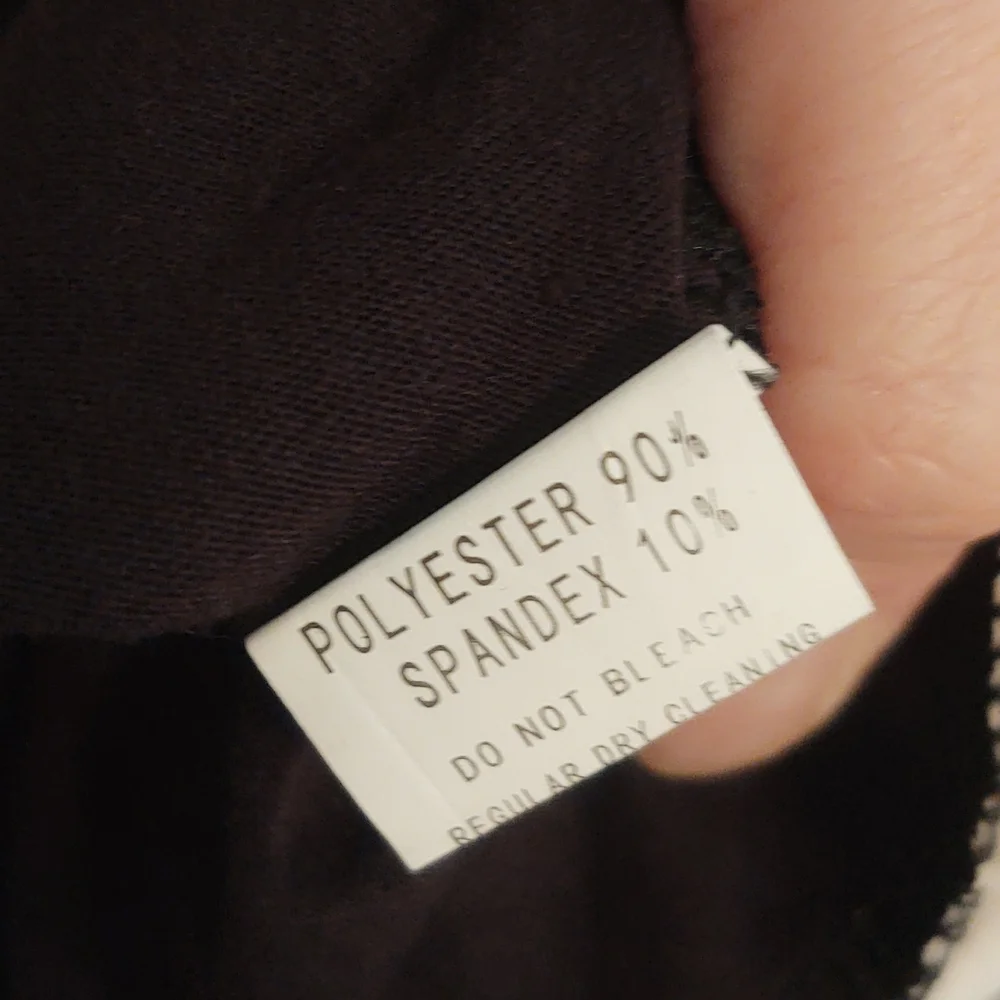 POLYESTER 90%
SPANDEX 10%
DO NOT BLEACH
REGULAR DRY CLEANING